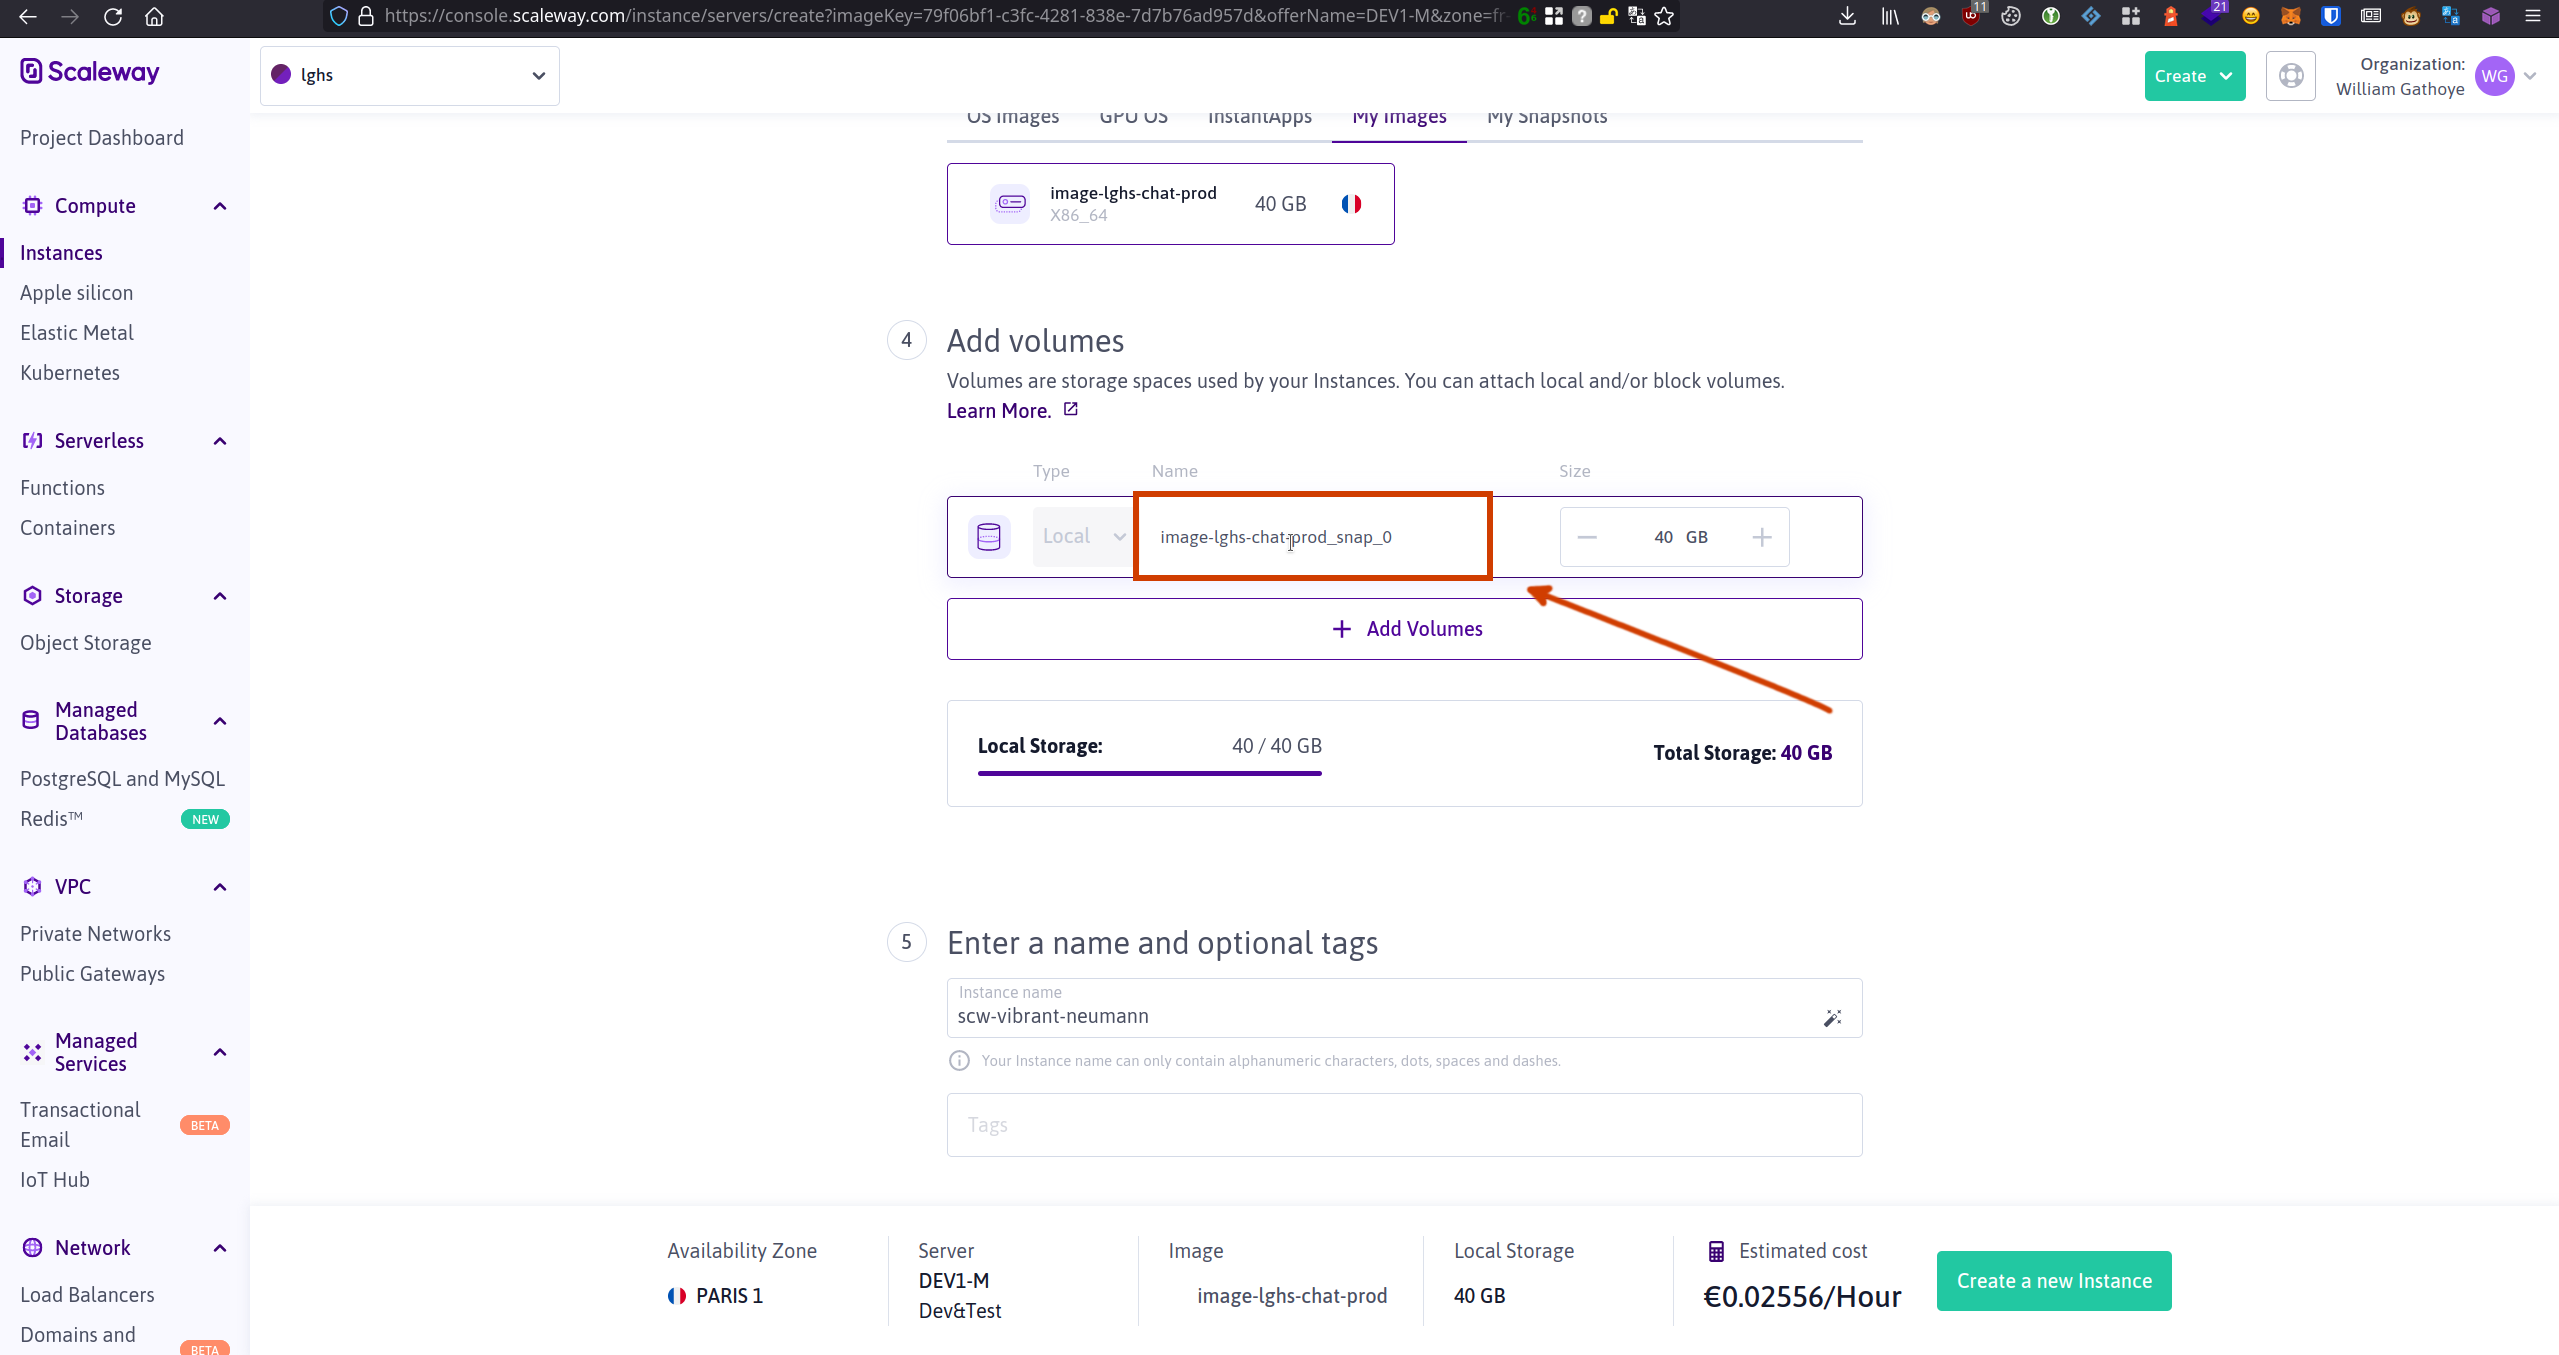 https://console.scaleway.com/instance/servers/create?imageKey=79f06bf1-c3fc-4281-838e-7d7b76ad957d&offerName=DEV1-M&zone=fr-
11
21
Scaleway
lghs
Create
Organization:
William Gathoye
WG
Project Dashboard
Compute
Instances
Apple silicon
Elastic Metal
Kubernetes
Serverless
Functions
Containers
Storage
Object Storage
Managed
Databases
PostgreSQL and MySQL
Redis™ NEW
VPC
Private Networks
Public Gateways
Managed
Services
Transactional
Email
BETA
IoT Hub
Network
Load Balancers
Domains and
BETA
OS Images GPU OS InstantApps My Images My Snapshots
image-lghs-chat-prod
X86_64
40 GB
4 Add volumes
Volumes are storage spaces used by your Instances. You can attach local and/or block volumes.
Learn More.
Type Name Size
Local image-lghs-chat-prod_snap_0 40 GB
+ Add Volumes
Local Storage: 40 / 40 GB
Total Storage: 40 GB
5 Enter a name and optional tags
Instance name
scw-vibrant-neumann
Your Instance name can only contain alphanumeric characters, dots, spaces and dashes.
Tags
Availability Zone
PARIS 1
Server
DEV1-M
Dev&Test
Image
image-lghs-chat-prod
Local Storage
40 GB
Estimated cost
€0.02556/Hour
Create a new Instance